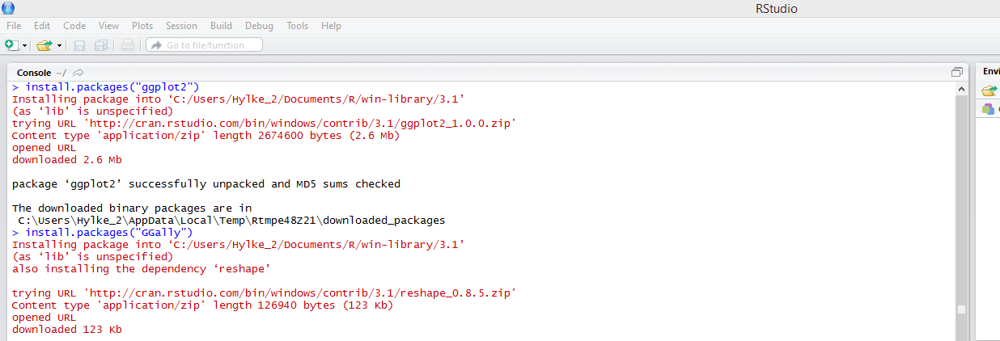 RStudio
File Edit Code View Plots Session Build Debug Tools Help
Go to file/function
Console ~/
Envi
> install.packages("ggplot2")
Installing package into ‘C:/Users/Hylke_2/Documents/R/win-library/3.1’
(as ‘lib’ is unspecified)
trying URL 'http://cran.rstudio.com/bin/windows/contrib/3.1/ggplot2_1.0.0.zip'
Content type 'application/zip' length 2674600 bytes (2.6 Mb)
opened URL
downloaded 2.6 Mb
package ‘ggplot2’ successfully unpacked and MD5 sums checked
The downloaded binary packages are in
C:\Users\Hylke_2\AppData\Local\Temp\Rtmpe48Z21\downloaded_packages
> install.packages("GGally")
Installing package into ‘C:/Users/Hylke_2/Documents/R/win-library/3.1’
(as ‘lib’ is unspecified)
also installing the dependency ‘reshape’
trying URL 'http://cran.rstudio.com/bin/windows/contrib/3.1/reshape_0.8.5.zip'
Content type 'application/zip' length 126940 bytes (123 Kb)
opened URL
downloaded 123 Kb